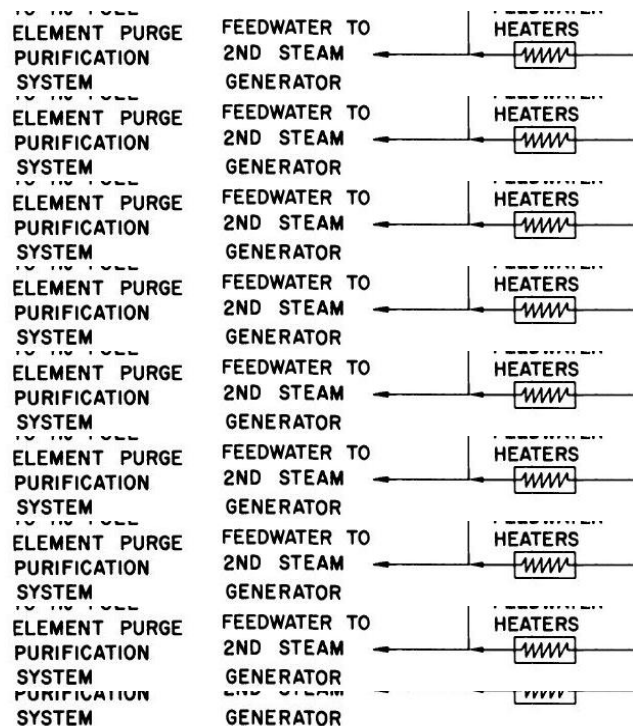 ELEMENT PURGE
PURIFICATION
SYSTEM
FEEDWATER TO
2ND STEAM
GENERATOR
HEATERS
ELEMENT PURGE
PURIFICATION
SYSTEM
FEEDWATER TO
2ND STEAM
GENERATOR
HEATERS
ELEMENT PURGE
PURIFICATION
SYSTEM
FEEDWATER TO
2ND STEAM
GENERATOR
HEATERS
ELEMENT PURGE
PURIFICATION
SYSTEM
FEEDWATER TO
2ND STEAM
GENERATOR
HEATERS
ELEMENT PURGE
PURIFICATION
SYSTEM
FEEDWATER TO
2ND STEAM
GENERATOR
HEATERS
ELEMENT PURGE
PURIFICATION
SYSTEM
FEEDWATER TO
2ND STEAM
GENERATOR
HEATERS
ELEMENT PURGE
PURIFICATION
SYSTEM
FEEDWATER TO
2ND STEAM
GENERATOR
HEATERS
ELEMENT PURGE
PURIFICATION
SYSTEM
FEEDWATER TO
2ND STEAM
GENERATOR
HEATERS
PURIFICATION
SYSTEM
GENERATOR